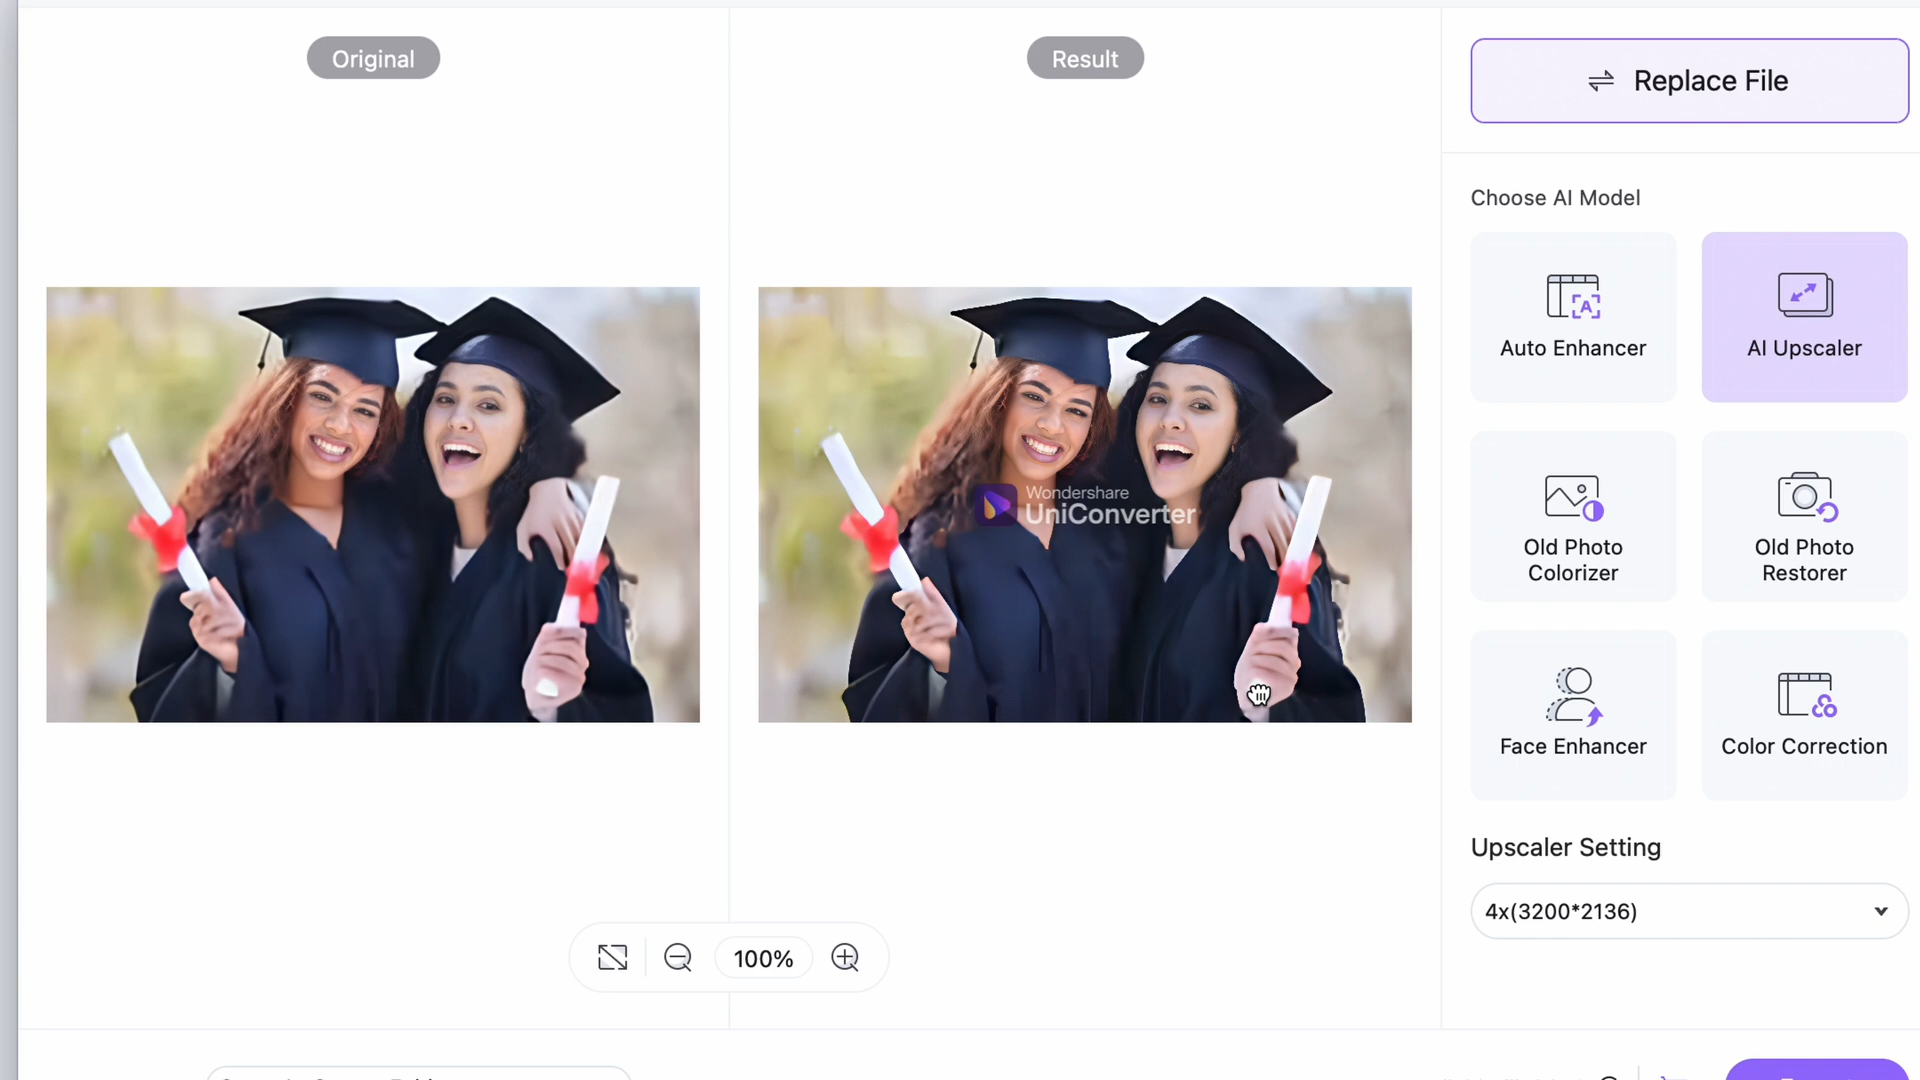 Original
Result
Replace File
Choose AI Model
Auto Enhancer
AI Upscaler
Old Photo
Colorizer
Old Photo
Restorer
Wondershare
UniConverter
Face Enhancer
Color Correction
Upscaler Setting
4x(3200*2136)
100%